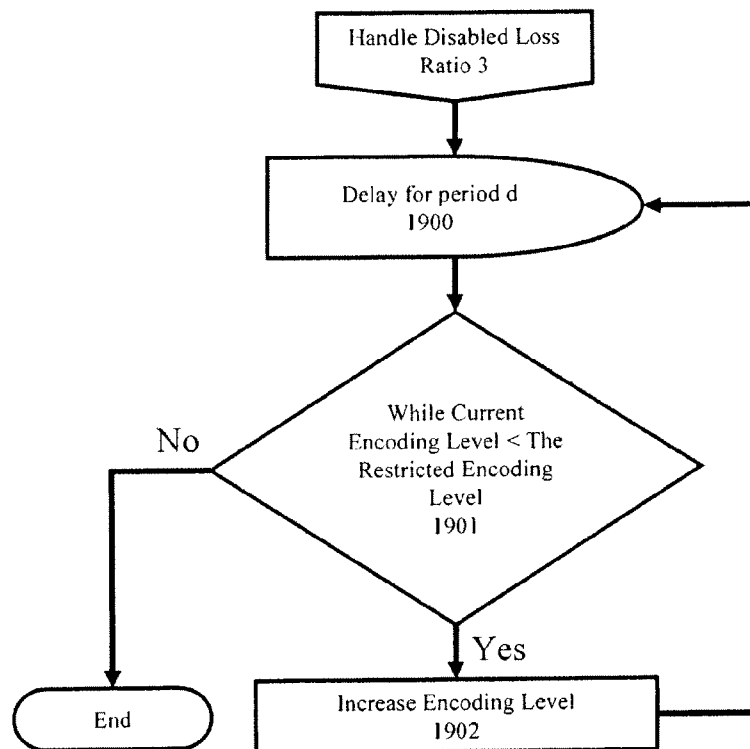 Handle Disabled Loss
Ratio 3
Delay for period d
1900
While Current
Encoding Level < The
Restricted Encoding
Level
1901
No
Yes
Increase Encoding Level
1902
End